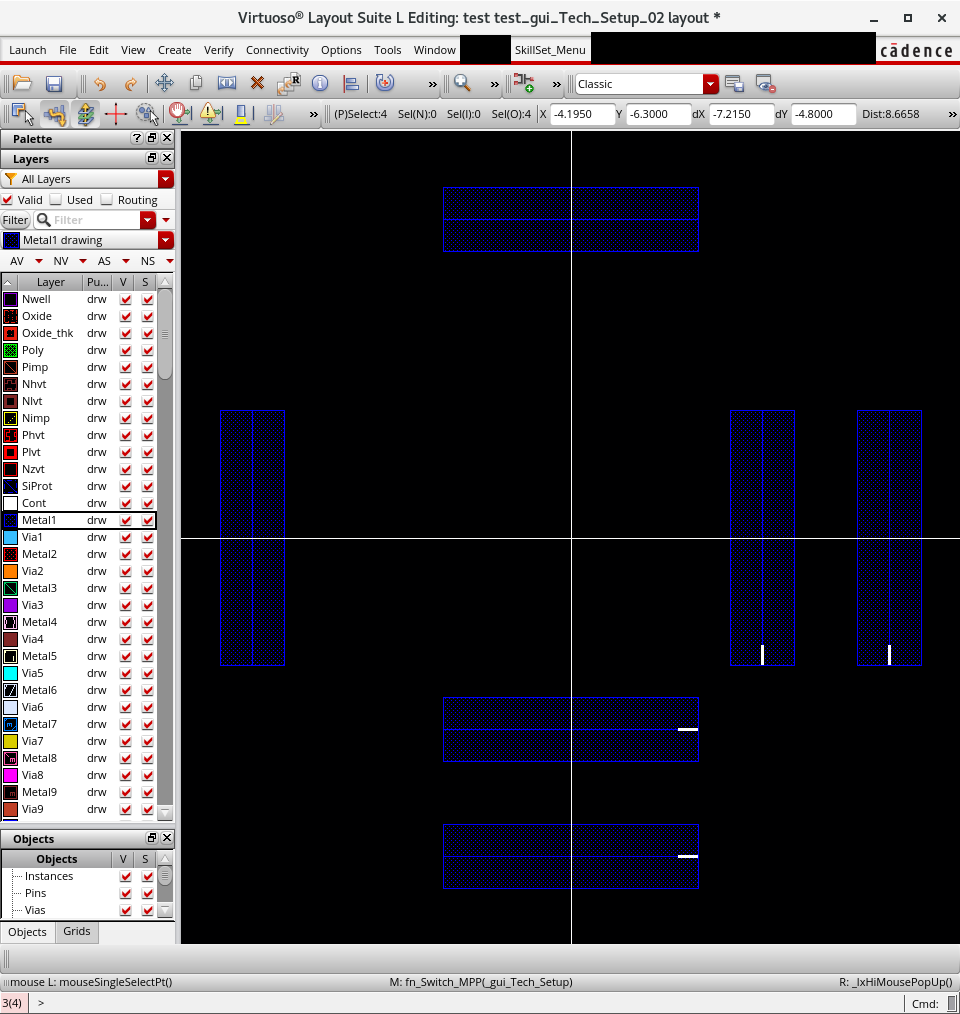 Virtuoso® Layout Suite L Editing: test test_gui_Tech_Setup_02 layout *
Launch File Edit View Create Verify Connectivity Options Tools Window SkillSet_Menu cādence
Classic
(P)Select:4 Sel(N):0 Sel(I):0 Sel(O):4 X -4.1950 Y -6.3000 dX -7.2150 dY -4.8000 Dist:8.6658
Palette
Layers
All Layers
Valid Used Routing
Filter Filter
Metal1 drawing
AV NV AS NS
Layer Pu... V S
Nwell drw
Oxide drw
Oxide_thk drw
Poly drw
Pimp drw
Nhvt drw
Nlvt drw
Nimp drw
Phvt drw
Plvt drw
Nzvt drw
SiProt drw
Cont drw
Metal1 drw
Via1 drw
Metal2 drw
Via2 drw
Metal3 drw
Via3 drw
Metal4 drw
Via4 drw
Metal5 drw
Via5 drw
Metal6 drw
Via6 drw
Metal7 drw
Via7 drw
Metal8 drw
Via8 drw
Metal9 drw
Via9 drw
Objects
Objects V S
Instances
Pins
Vias
Objects Grids
mouse L: mouseSingleSelectPt() M: fn_Switch_MPP(_gui_Tech_Setup) R: _lxHiMousePopUp()
3(4) > Cmd: